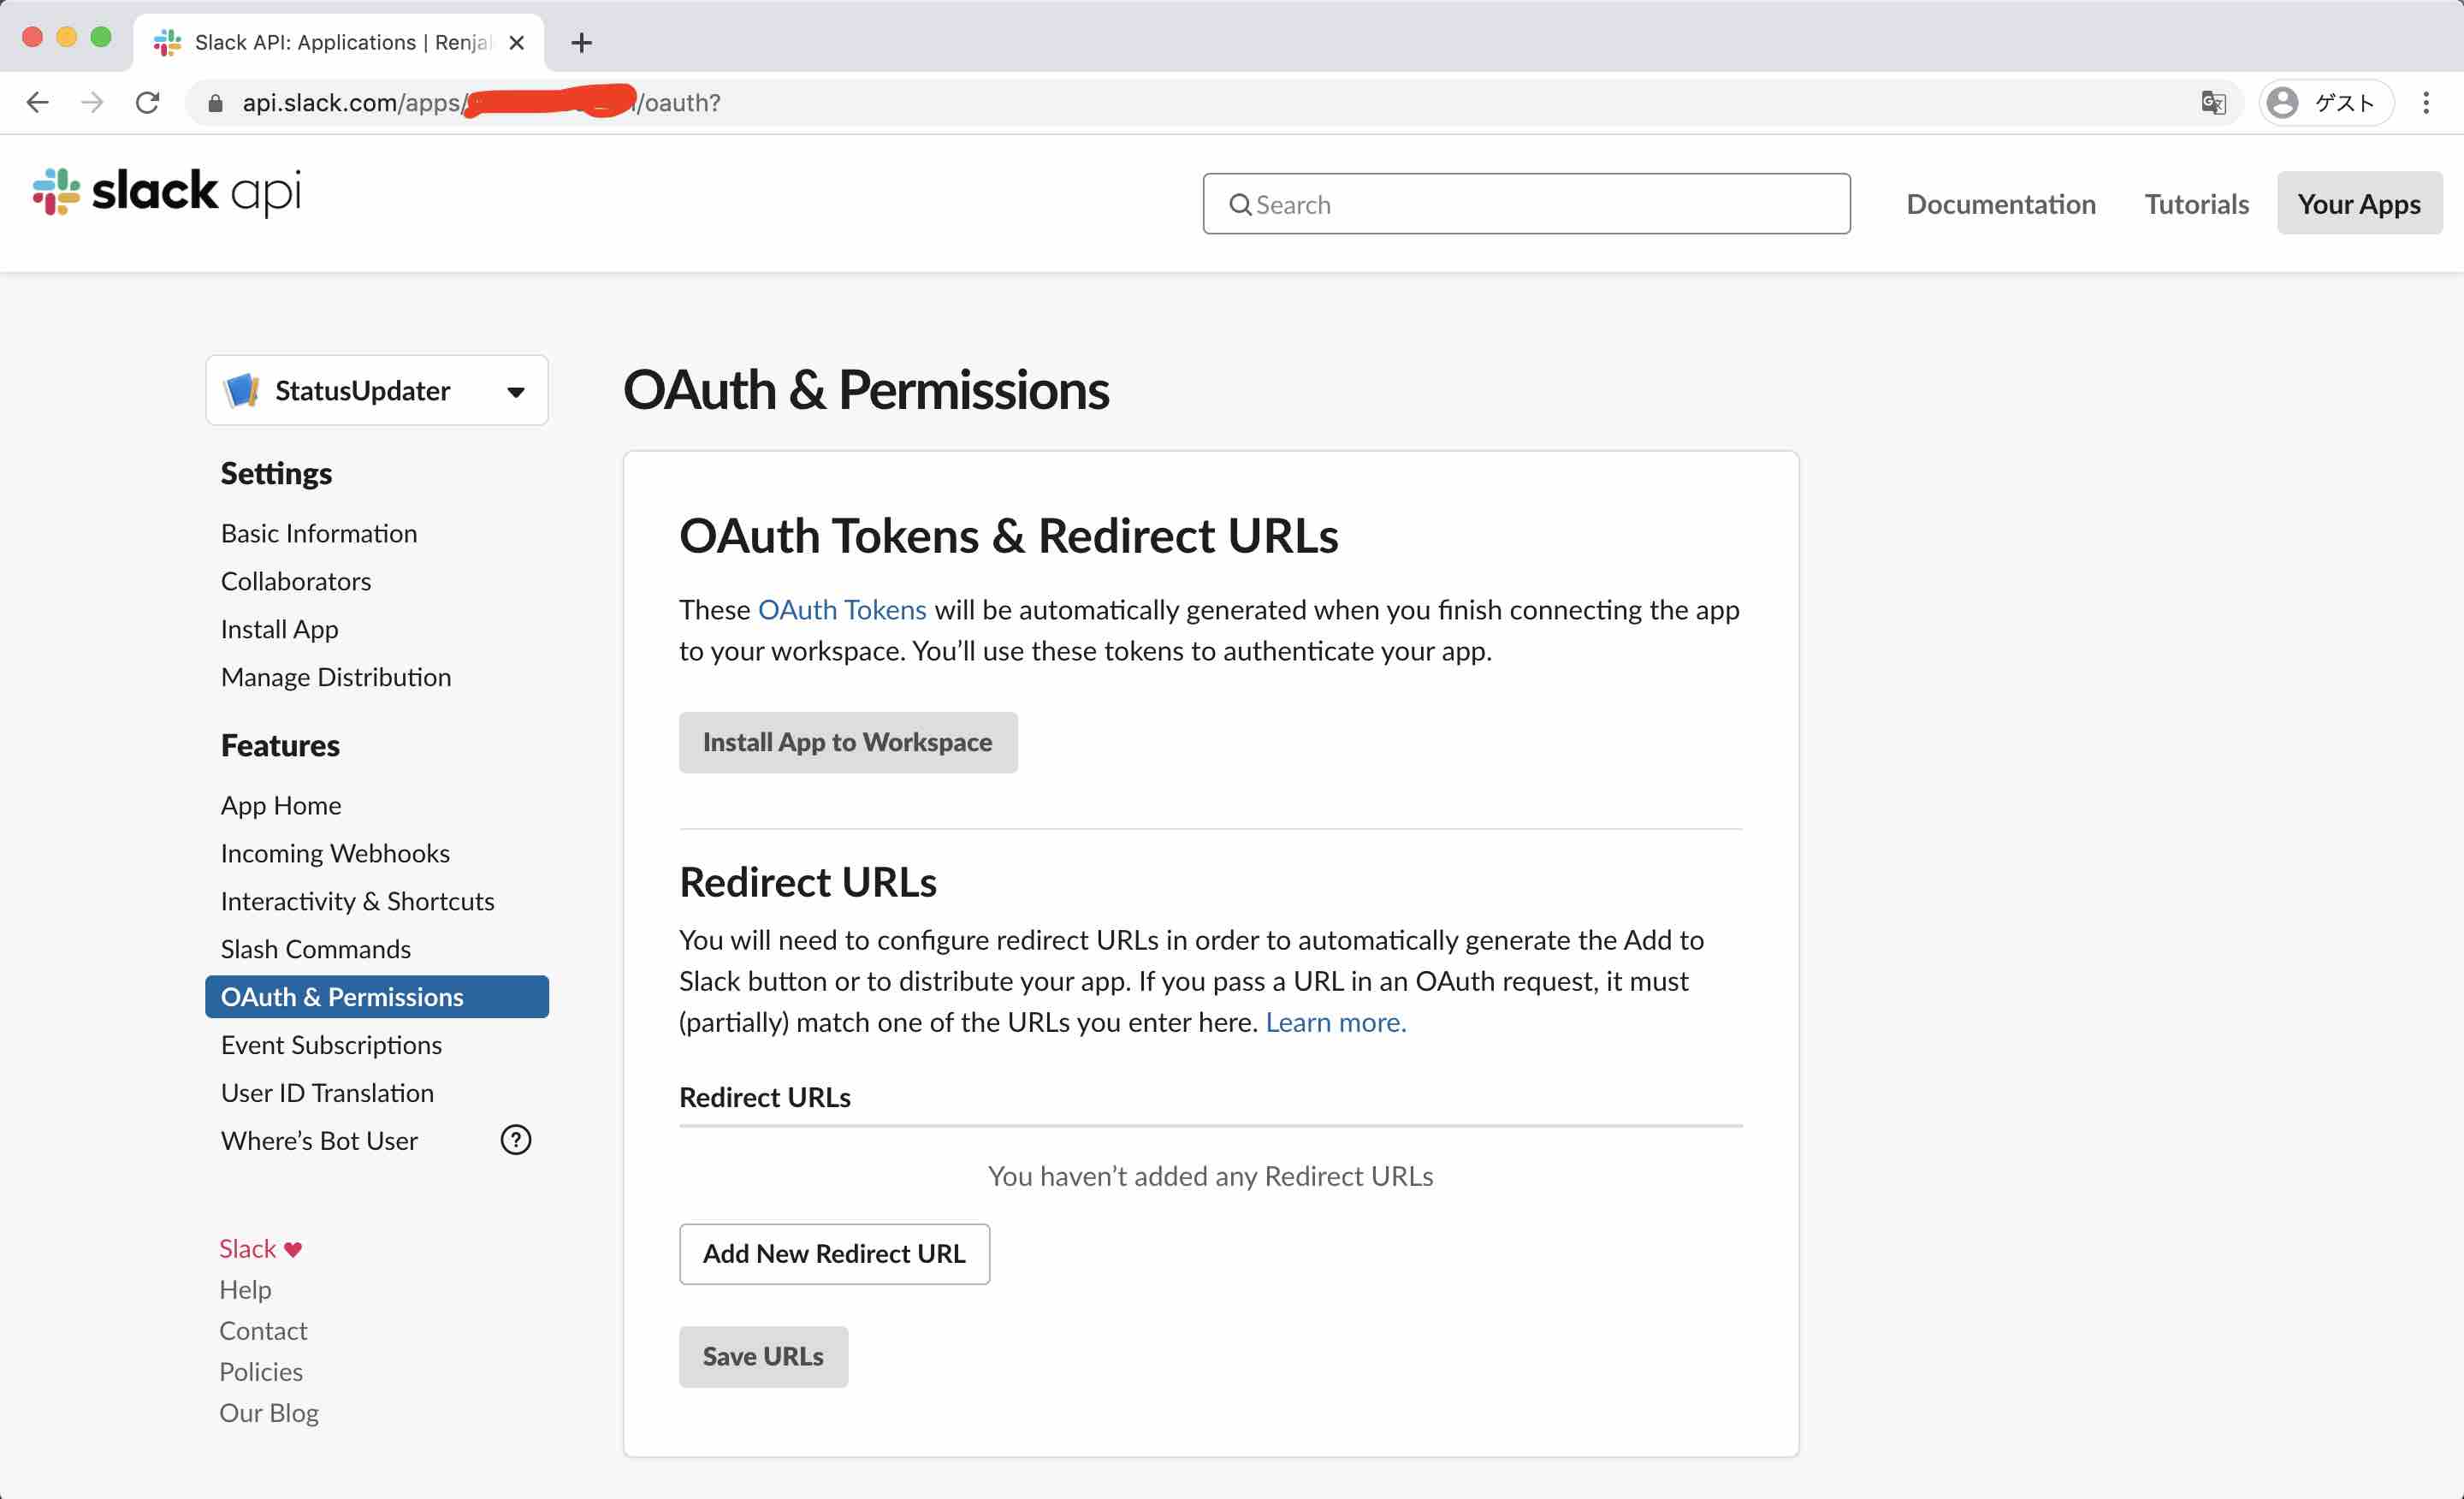 Slack API: Applications | Renja
api.slack.com/apps/ /oauth?
ゲスト
slack api
Search
Documentation
Tutorials
Your Apps
StatusUpdater
Settings
Basic Information
Collaborators
Install App
Manage Distribution
Features
App Home
Incoming Webhooks
Interactivity & Shortcuts
Slash Commands
OAuth & Permissions
Event Subscriptions
User ID Translation
Where’s Bot User
?
Slack
Help
Contact
Policies
Our Blog
OAuth & Permissions
OAuth Tokens & Redirect URLs
These OAuth Tokens will be automatically generated when you finish connecting the app
to your workspace. You’ll use these tokens to authenticate your app.
Install App to Workspace
Redirect URLs
You will need to configure redirect URLs in order to automatically generate the Add to
Slack button or to distribute your app. If you pass a URL in an OAuth request, it must
(partially) match one of the URLs you enter here. Learn more.
Redirect URLs
You haven’t added any Redirect URLs
Add New Redirect URL
Save URLs